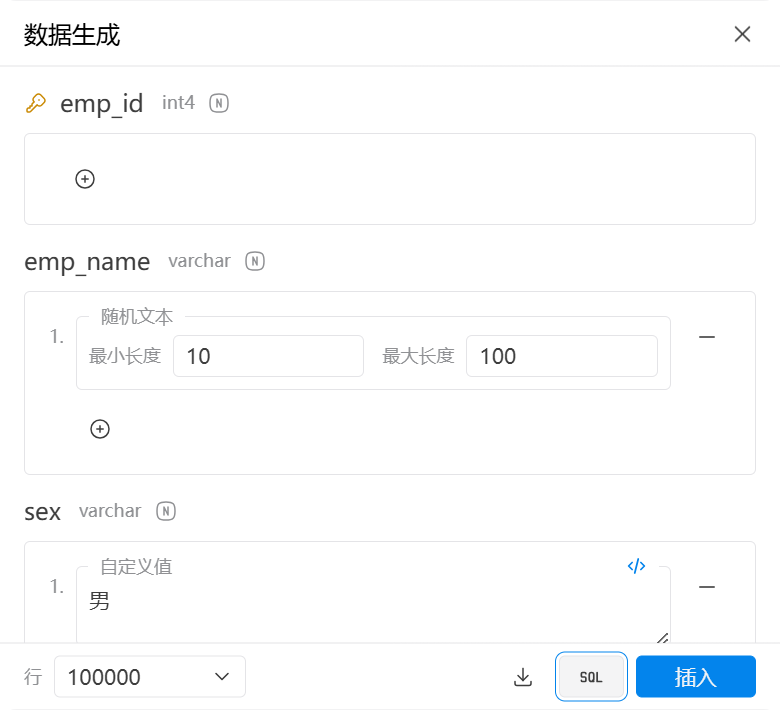 数据生成
emp_id int4 N
emp_name varchar N
随机文本
1. 最小长度 10 最大长度 100
sex varchar N
自定义值 </>
1. 男
行 100000 SQL 插入